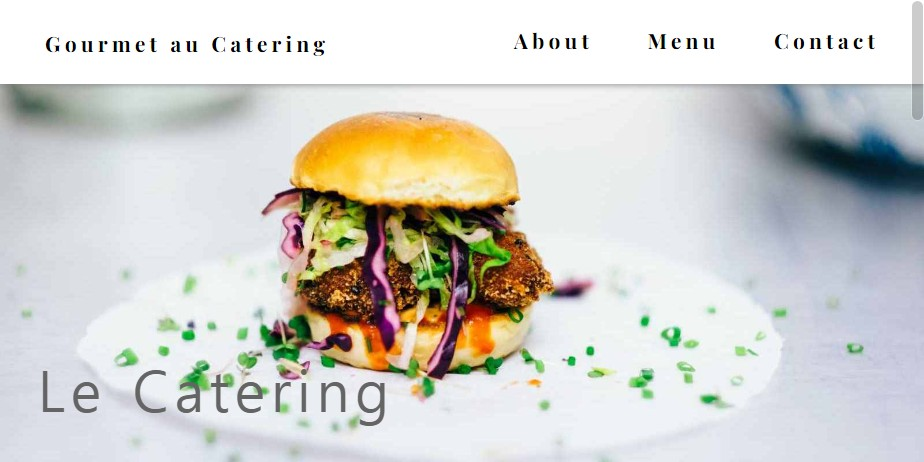 Gourmet au Catering
About Menu Contact
Le Catering